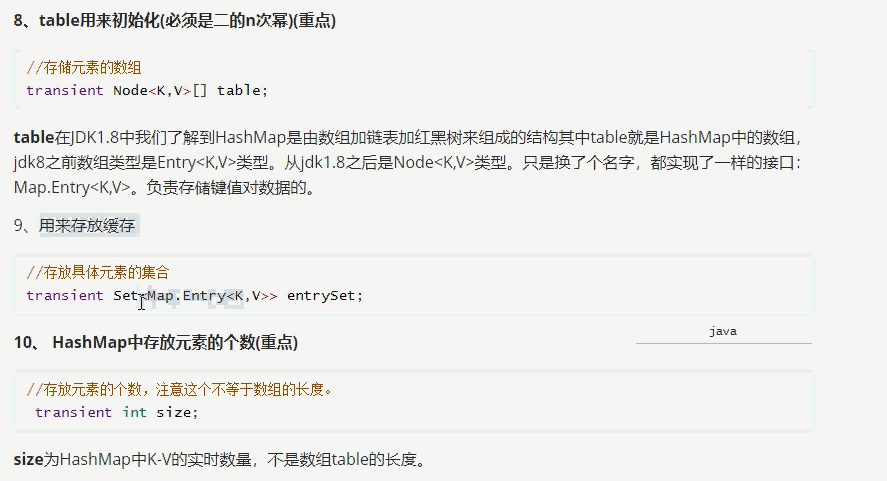 8、table用来初始化(必须是二的n次幂)(重点)
//存储元素的数组
transient Node<K,V>[] table;
table在JDK1.8中我们了解到HashMap是由数组加链表加红黑树来组成的结构其中table就是HashMap中的数组，
jdk8之前数组类型是Entry<K,V>类型。从jdk1.8之后是Node<K,V>类型。只是换了个名字，都实现了一样的接口：
Map.Entry<K,V>。负责存储键值对数据的。
9、用来存放缓存
//存放具体元素的集合
transient Set<Map.Entry<K,V>> entrySet;
java
10、 HashMap中存放元素的个数(重点)
//存放元素的个数，注意这个不等于数组的长度。
transient int size;
size为HashMap中K-V的实时数量，不是数组table的长度。